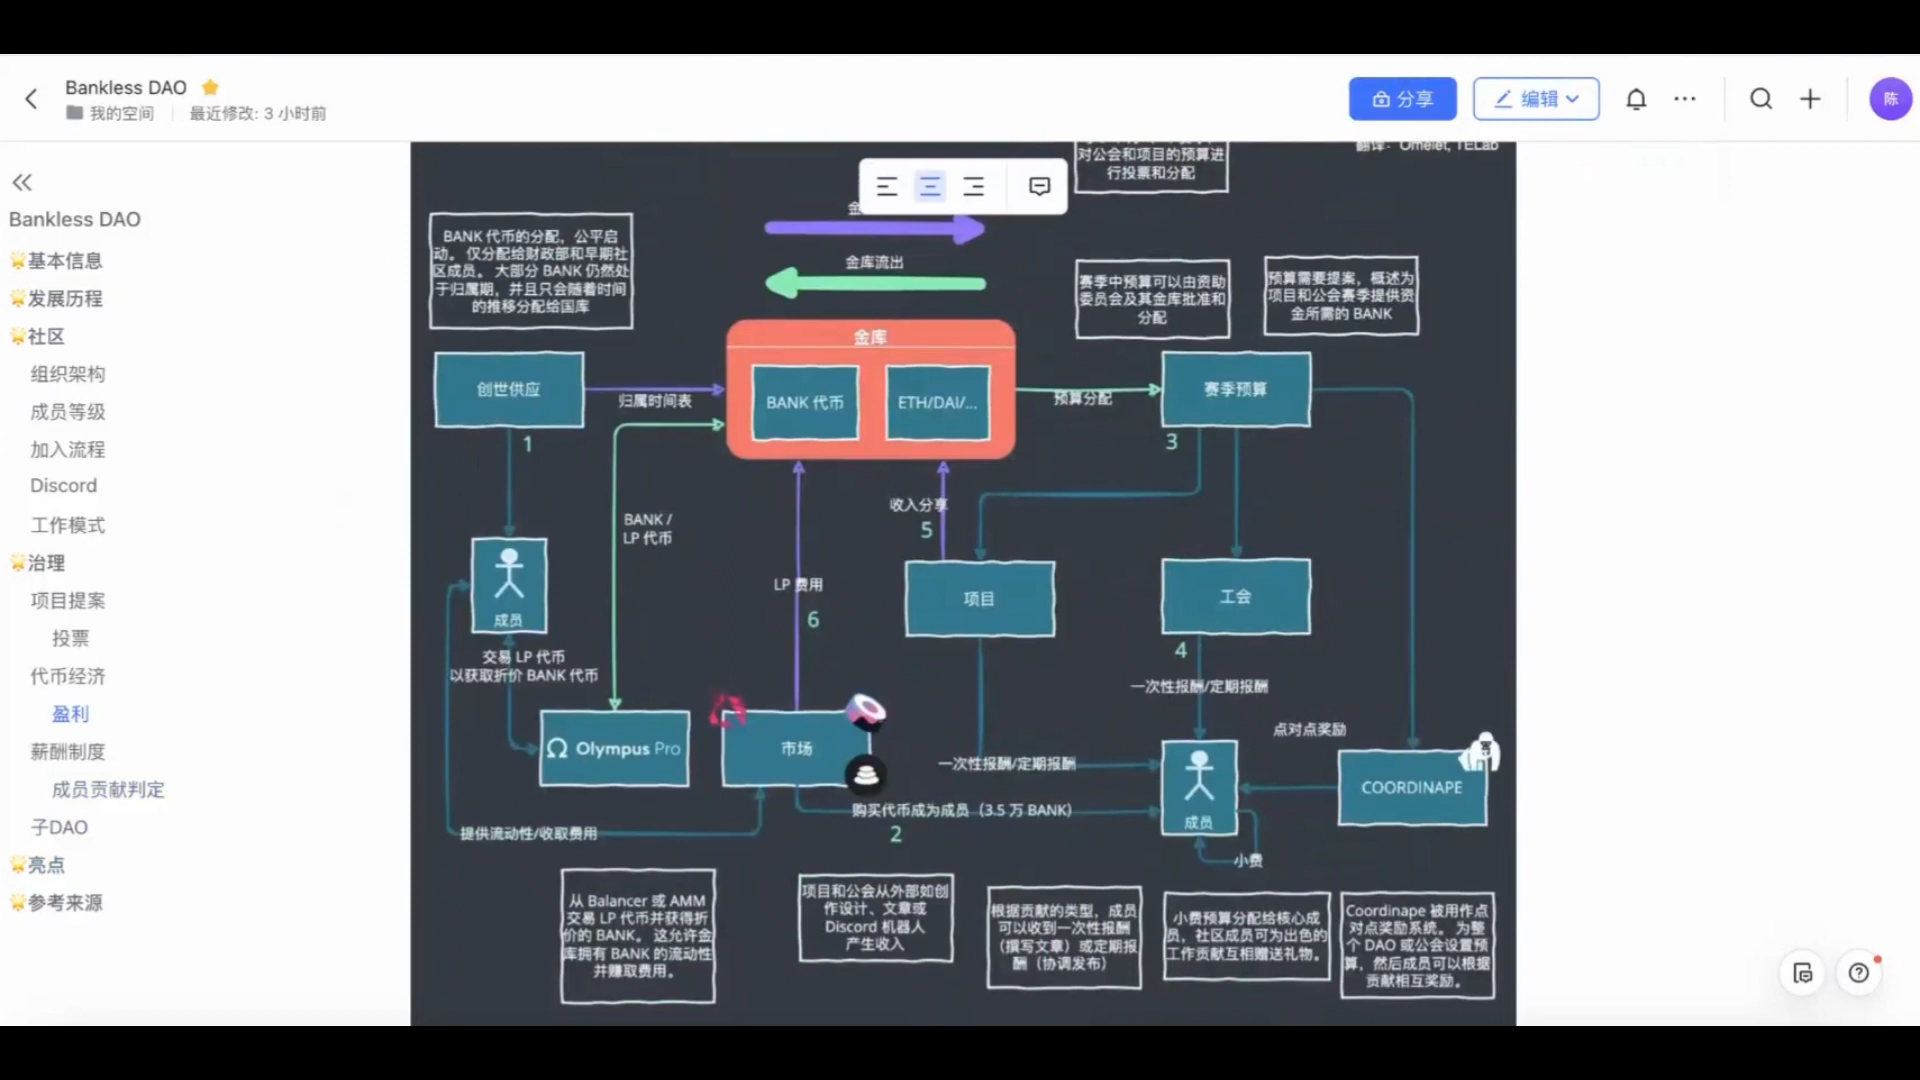 Bankless DAO
我的空间
最近修改: 3 小时前
分享
编辑
陈
Bankless DAO
基本信息
发展历程
社区
组织架构
成员等级
加入流程
Discord
工作模式
治理
项目提案
投票
代币经济
盈利
薪酬制度
成员贡献判定
子DAO
亮点
参考来源
对公会和项目的预算进
行投票和分配
翻译：Omelet, TELab
BANK 代币的分配，公平启
动。 仅分配给财政部和早期社
区成员。 大部分 BANK 仍然处
于归属期，并且只会随着时间
的推移分配给国库
金库流出
赛季中预算可以由资助
委员会及其金库批准和
分配
预算需要提案，概述为
项目和公会赛季提供资
金所需的 BANK
创世供应
1
归属时间表
金库
BANK 代币
ETH/DAI/...
预算分配
赛季预算
3
BANK /
LP 代币
LP 费用
6
收入分享
5
项目
工会
4
成员
交易 LP 代币
以获取折价 BANK 代币
一次性报酬/定期报酬
点对点奖励
Olympus Pro
市场
一次性报酬/定期报酬
COORDINAPE
购买代币成为成员（3.5 万 BANK）
2
成员
提供流动性/收取费用
小费
从 Balancer 或 AMM
交易 LP 代币并获得折
价的 BANK。 这允许金
库拥有 BANK 的流动性
并赚取费用。
项目和公会从外部如创
作设计、文章或
Discord 机器人
产生收入
根据贡献的类型，成员
可以收到一次性报酬
（撰写文章）或定期报
酬（协调发布）
小费预算分配给核心成
员，社区成员可为出色的
工作贡献互相赠送礼物。
Coordinape 被用作点
对点奖励系统。 为整
个 DAO 或公会设置预
算，然后成员可以根据
贡献相互奖励。